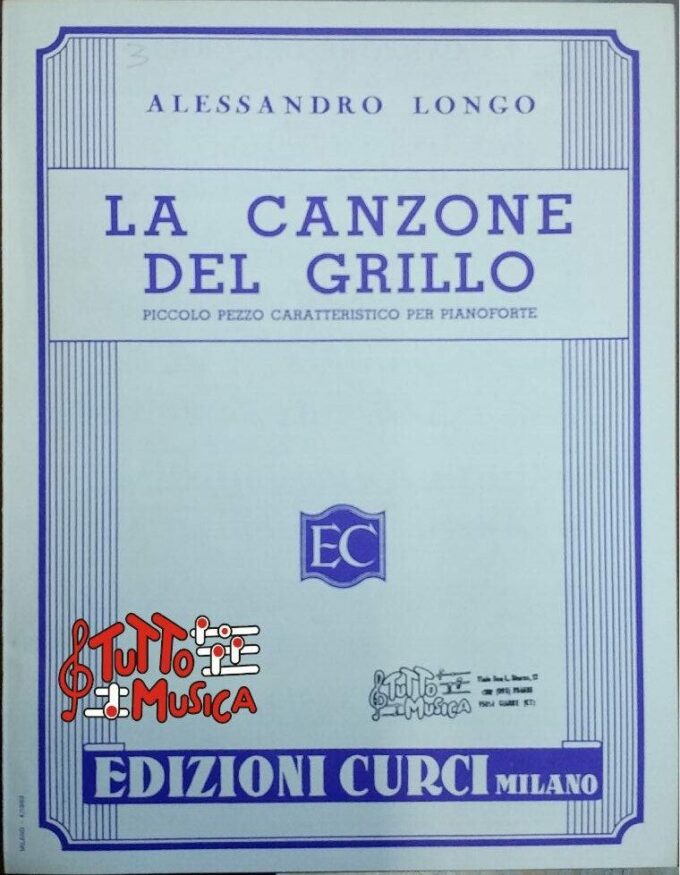 3
ALESSANDRO LONGO
LA CANZONE
DEL GRILLO
PICCOLO PEZZO CARATTERISTICO PER PIANOFORTE
EC
TUTTO
MUSICA
TUTTO
MUSICA
EDIZIONI CURCI MILANO